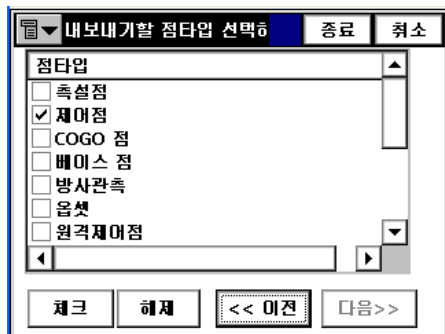 내보내기할 점타입 선택하 종료 취소
점타입
측설점
제어점
COGO 점
베이스 점
방사관측
옵셋
원격제어점
체크 해제 << 이전 다음>>